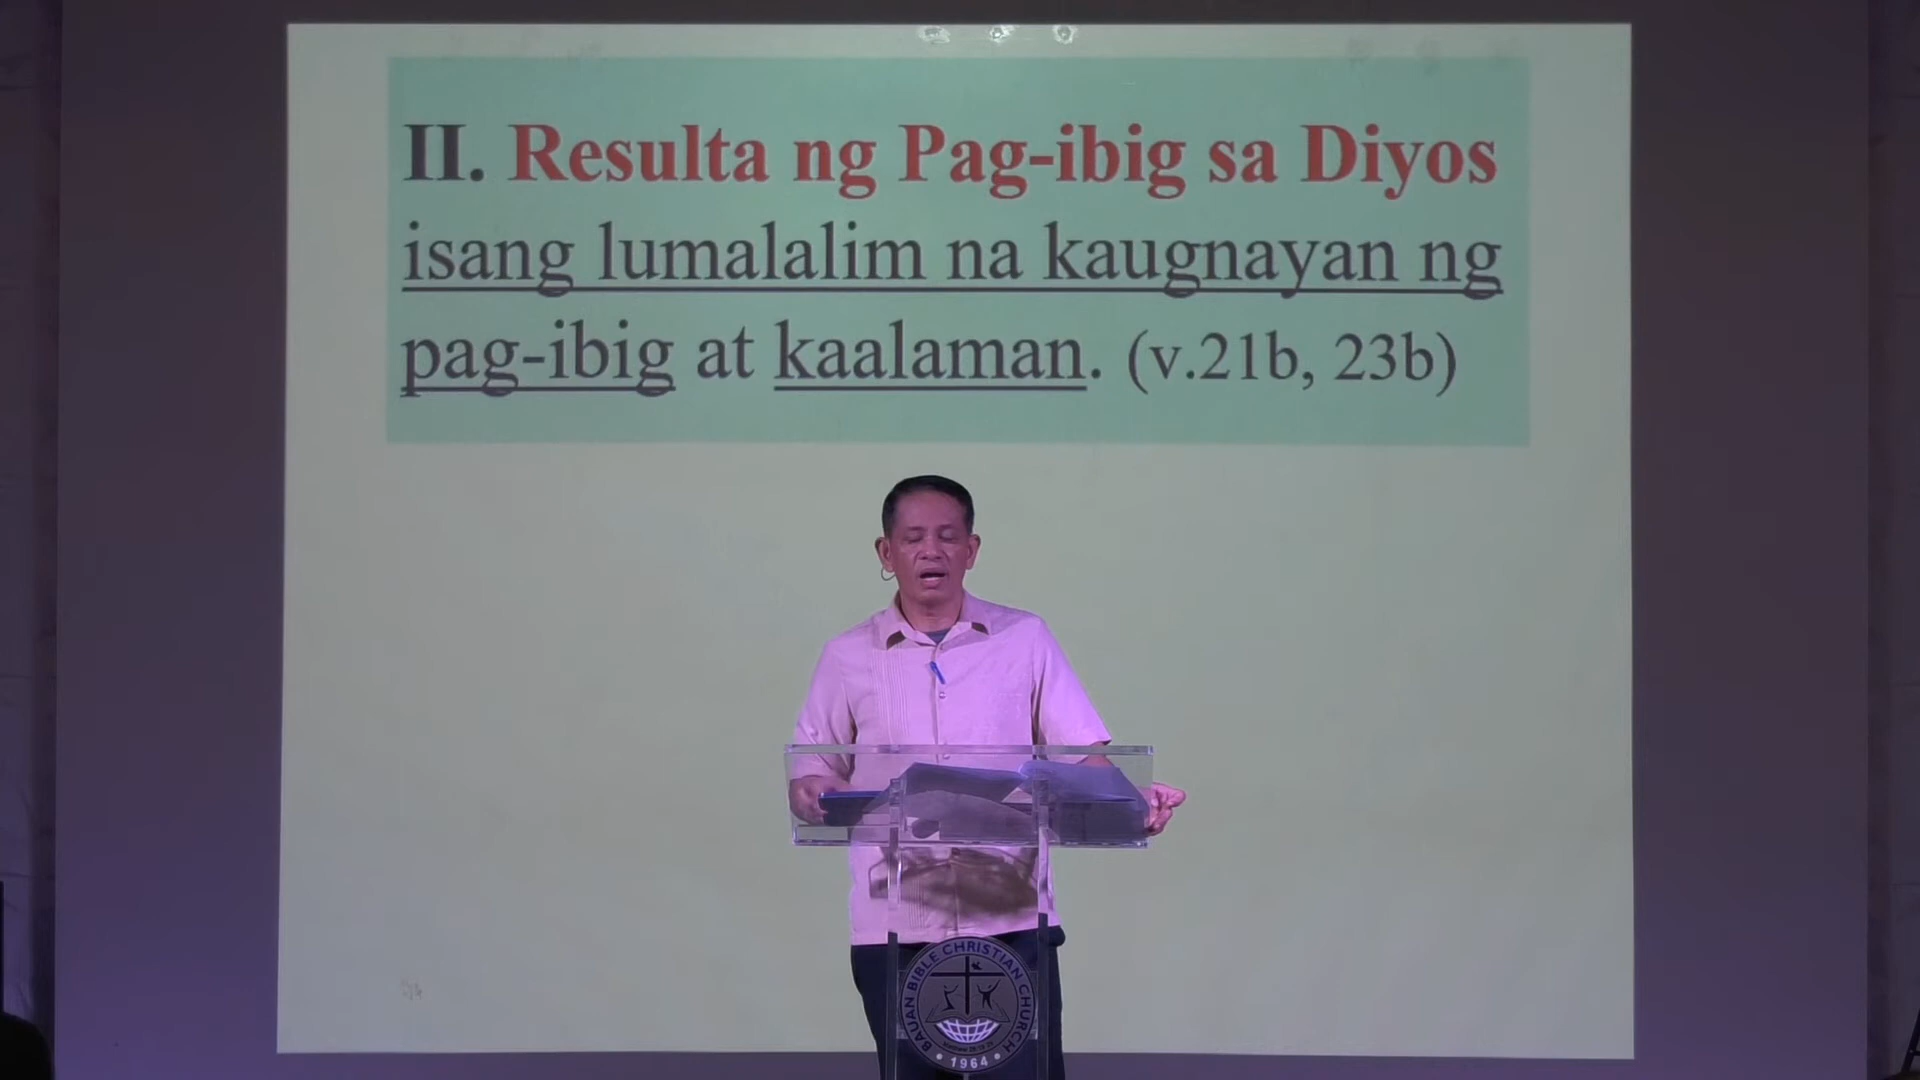 II. Resulta ng Pag-ibig sa Diyos
isang lumalalim na kaugnayan ng
pag-ibig at kaalaman. (v.21b, 23b)
BAUAN BIBLE CHRISTIAN CHURCH
• 1964 •